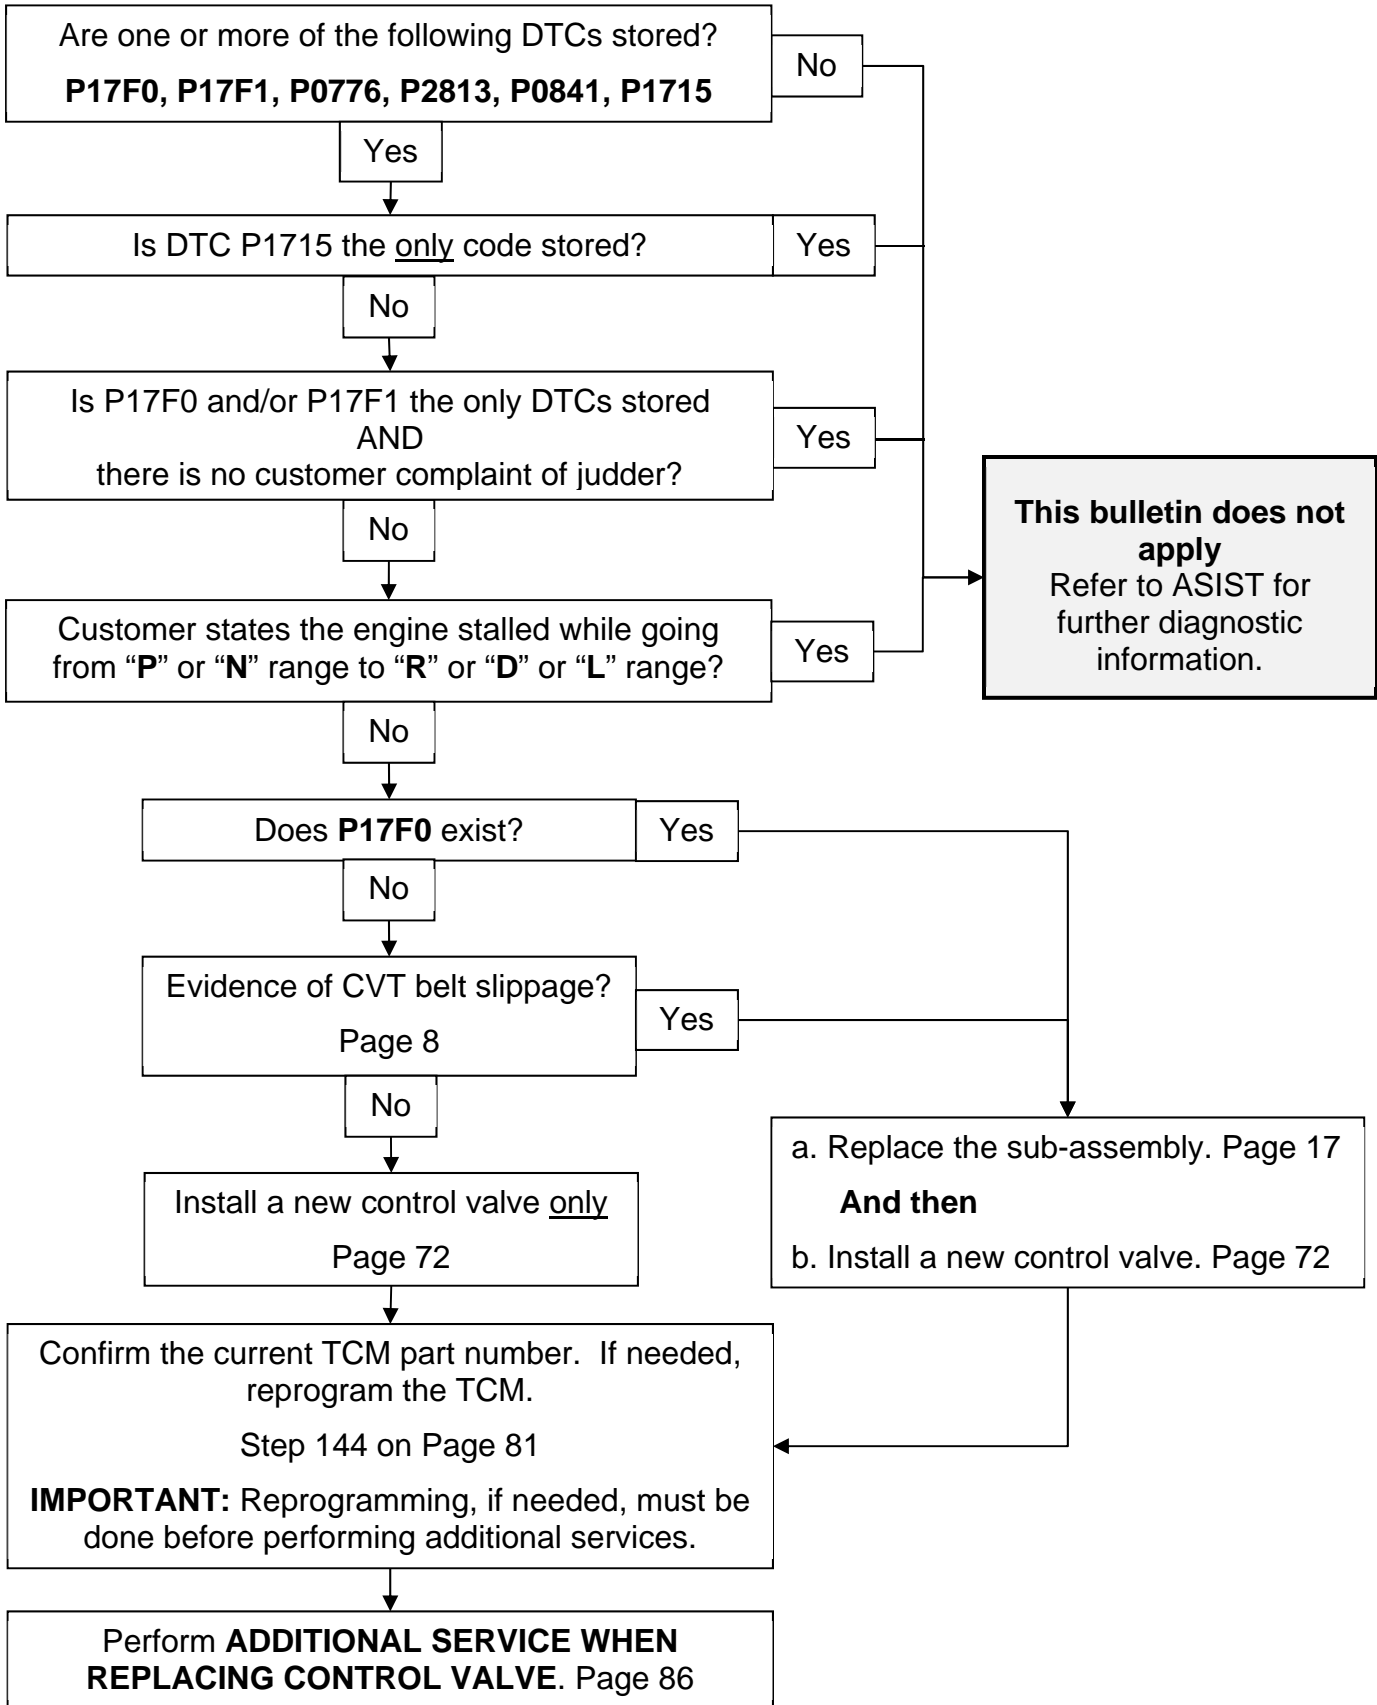 Are one or more of the following DTCs stored?
P17F0, P17F1, P0776, P2813, P0841, P1715
No
Yes
Is DTC P1715 the only code stored?
Yes
No
Is P17F0 and/or P17F1 the only DTCs stored
AND
there is no customer complaint of judder?
Yes
No
This bulletin does not
apply
Refer to ASIST for
further diagnostic
information.
Customer states the engine stalled while going
from “P” or “N” range to “R” or “D” or “L” range?
Yes
No
Does P17F0 exist?
Yes
No
Evidence of CVT belt slippage?
Page 8
Yes
No
a. Replace the sub-assembly. Page 17
And then
b. Install a new control valve. Page 72
Install a new control valve only
Page 72
Confirm the current TCM part number.  If needed,
reprogram the TCM.
Step 144 on Page 81
IMPORTANT: Reprogramming, if needed, must be
done before performing additional services.
Perform ADDITIONAL SERVICE WHEN
REPLACING CONTROL VALVE. Page 86